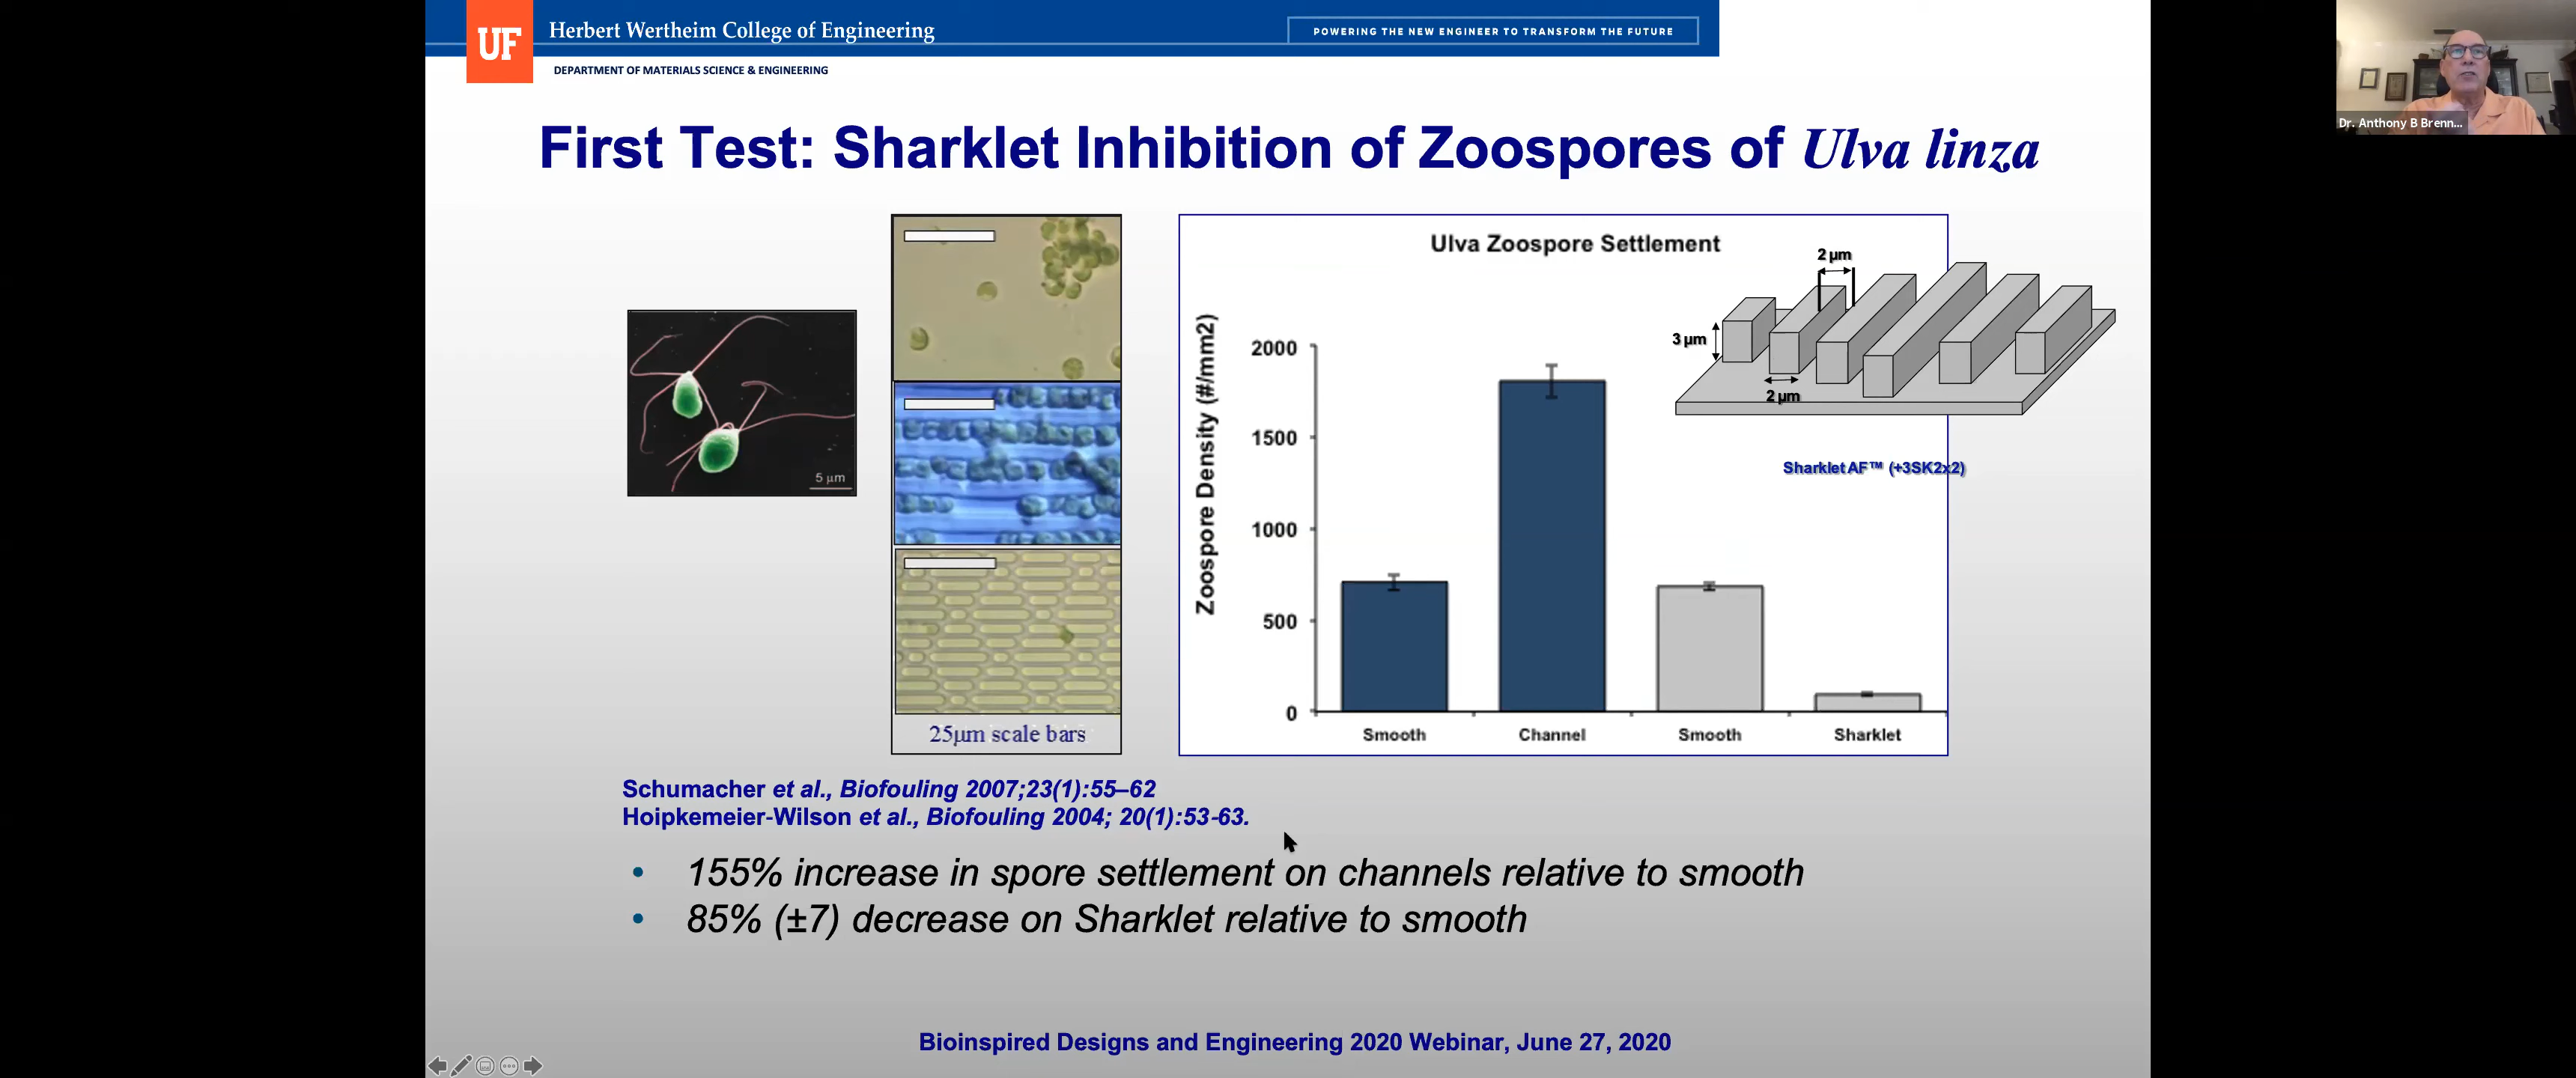 UF
Herbert Wertheim College of Engineering
POWERING THE NEW ENGINEER TO TRANSFORM THE FUTURE
DEPARTMENT OF MATERIALS SCIENCE & ENGINEERING
Dr. Anthony B Brenn...
First Test: Sharklet Inhibition of Zoospores of Ulva linza
5 μm
25μm scale bars
Ulva Zoospore Settlement
Zoospore Density (#/mm2)
2000
1500
1000
500
0
Smooth
Channel
Smooth
Sharklet
2 μm
3 μm
2 μm
Sharklet AF™ (+3SK2x2)
Schumacher et al., Biofouling 2007;23(1):55–62
Hoipkemeier-Wilson et al., Biofouling 2004; 20(1):53-63.
• 155% increase in spore settlement on channels relative to smooth
• 85% (±7) decrease on Sharklet relative to smooth
Bioinspired Designs and Engineering 2020 Webinar, June 27, 2020